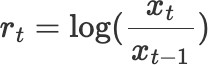 r_t = log(\frac{x_t}{x_{t-1}})